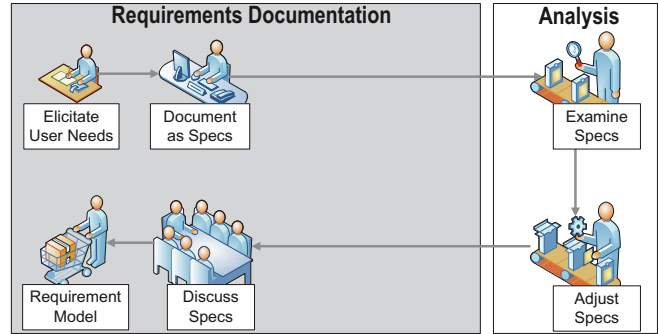 Requirements Documentation
Analysis
Elicitate
User Needs
Document
as Specs
Examine
Specs
Requirement
Model
Discuss
Specs
Adjust
Specs